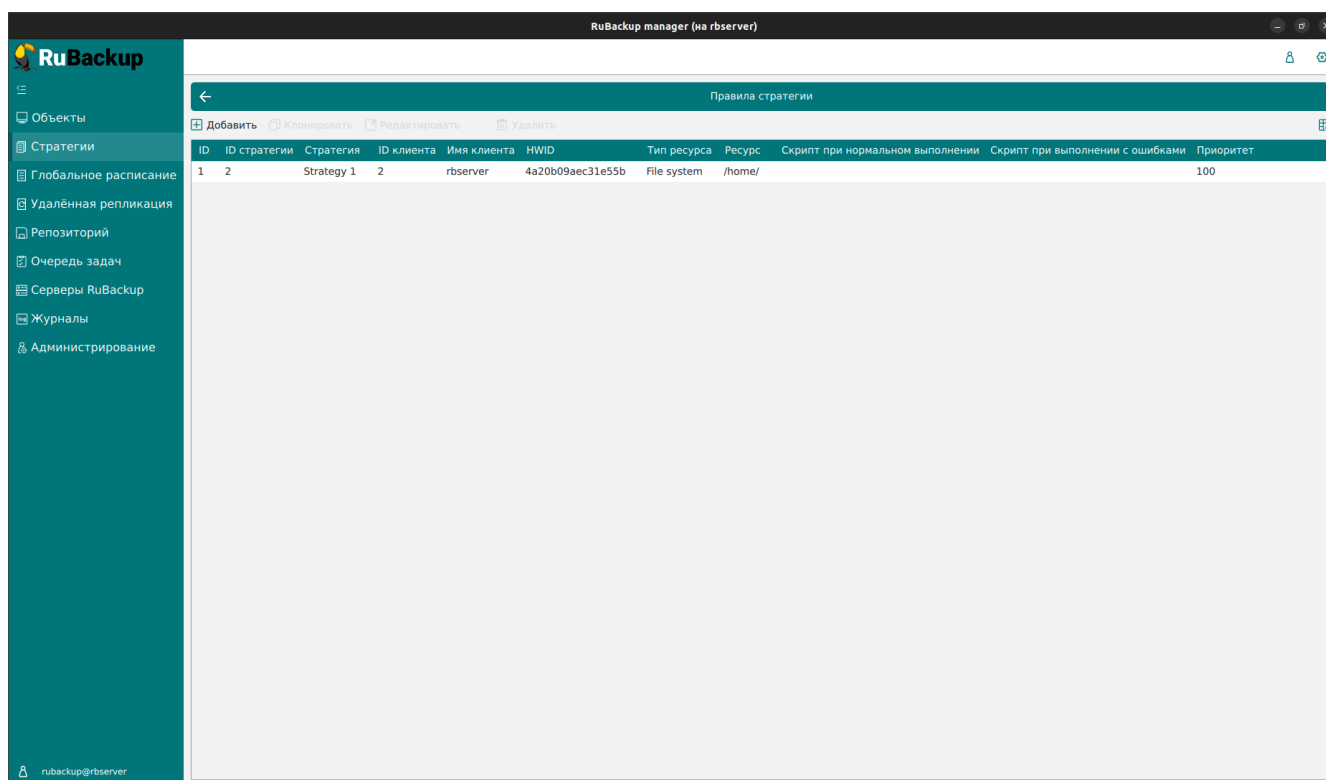 RuBackup manager (на rbserver)
RuBackup
Объекты
Стратегии
Глобальное расписание
Удалённая репликация
Репозиторий
Очередь задач
Серверы RuBackup
Журналы
Администрирование
rubackup@rbserver
Правила стратегии
Добавить Клонировать Редактировать Удалить
ID ID стратегии Стратегия ID клиента Имя клиента HWID Тип ресурса Ресурс Скрипт при нормальном выполнении Скрипт при выполнении с ошибками Приоритет
1 2 Strategy 1 2 rbserver 4a20b09aec31e55b File system /home/ 100